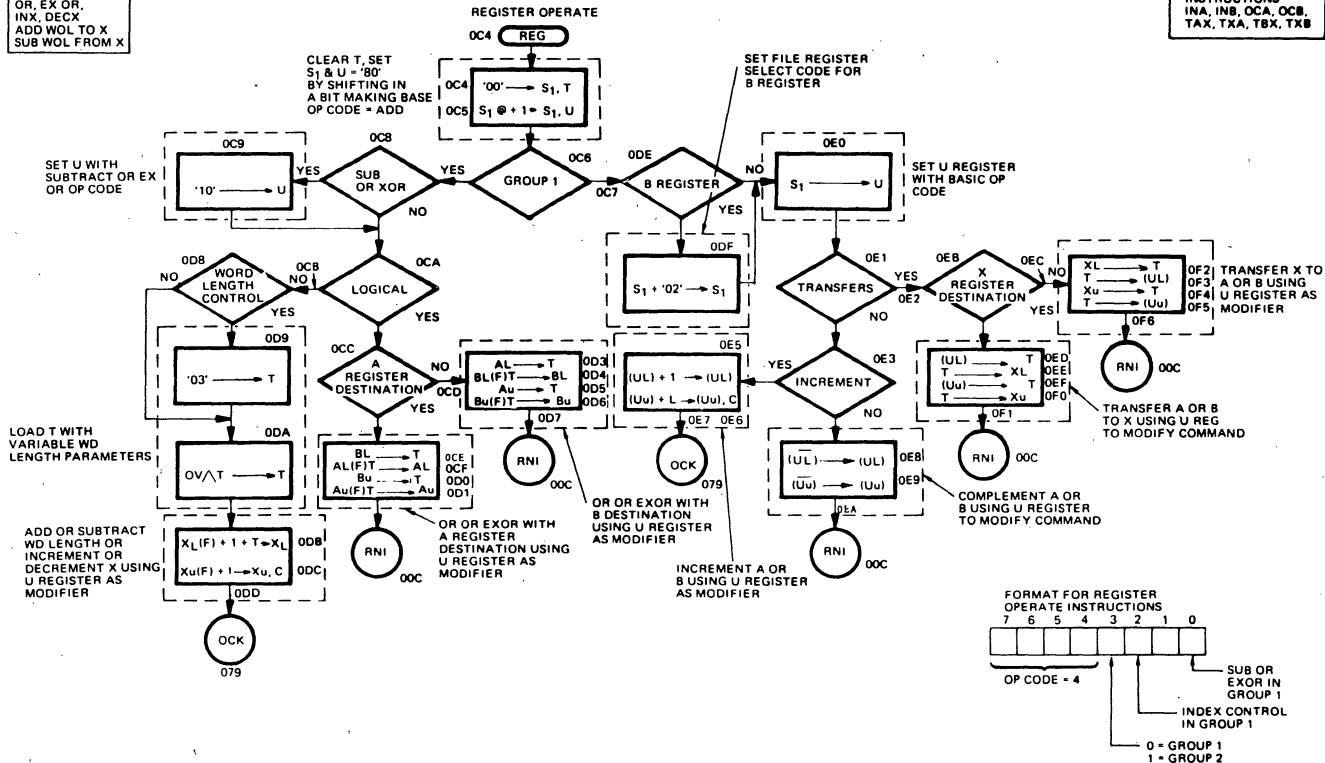 OR, EX OR,
INX, DECX
ADD WOL TO X
SUB WOL FROM X
INSTRUCTIONS
INA, INB, OCA, OCB,
TAX, TXA, TBX, TXB
REGISTER OPERATE
0C4
REG
CLEAR T, SET
S1 & U = '80'
BY SHIFTING IN
A BIT MAKING BASE
OP CODE = ADD
0C4
'00' → S1, T
0C5
S1 @ + 1 → S1, U
SET FILE REGISTER
SELECT CODE FOR
B REGISTER
SET U WITH
SUBTRACT OR EX
OR OP CODE
0C9
'10' → U
YES
0C8
SUB
OR XOR
NO
YES
GROUP 1
0C6
0C7
0DE
B REGISTER
NO
YES
0E0
S1 → U
SET U REGISTER
WITH BASIC OP
CODE
0DF
S1 + '02' → S1
0D8
NO
WORD
LENGTH
CONTROL
YES
0CB
NO
0CA
LOGICAL
YES
0E1
TRANSFERS
YES
0E2
NO
0EB
X
REGISTER
DESTINATION
0EC
NO
YES
XL → T
T → (UL)
Xu → T
T → (Uu)
0F2
0F3
0F4
0F5
0F6
TRANSFER X TO
A OR B USING
U REGISTER AS
MODIFIER
RNI
00C
0D9
'03' → T
0CC
A
REGISTER
DESTINATION
NO
0CD
YES
AL → T
BL(F)T → BL
Au → T
Bu(F)T → Bu
0D3
0D4
0D5
0D6
0D7
RNI
00C
0E5
(UL) + 1 → (UL)
(Uu) + L → (Uu), C
0E7 0E6
YES
0E3
INCREMENT
NO
(UL) → T
T → XL
(Uu) → T
T → Xu
0ED
0EE
0EF
0F0
0F1
RNI
00C
TRANSFER A OR B
TO X USING U REG
TO MODIFY COMMAND
LOAD T WITH
VARIABLE WD
LENGTH PARAMETERS
0DA
OV/\T → T
BL → T
AL(F)T → AL
Bu → T
Au(F)T → Au
0CE
0CF
0D0
0D1
RNI
00C
OR OR EXOR WITH
A REGISTER
DESTINATION USING
U REGISTER AS
MODIFIER
OR OR EXOR WITH
B DESTINATION
USING U REGISTER
AS MODIFIER
OCK
079
INCREMENT A OR
B USING U REGISTER
AS MODIFIER
(U̅L̅) → (UL)
(U̅u̅) → (Uu)
0E8
0E9
0EA
RNI
00C
COMPLEMENT A OR
B USING U REGISTER
TO MODIFY COMMAND
ADD OR SUBTRACT
WD LENGTH OR
INCREMENT OR
DECREMENT X USING
U REGISTER AS
MODIFIER
XL(F) + 1 + T → XL
0DB
Xu(F) + 1 → Xu, C
0DC
0DD
OCK
079
FORMAT FOR REGISTER
OPERATE INSTRUCTIONS
7 6 5 4 3 2 1 0
OP CODE = 4
SUB OR
EXOR IN
GROUP 1
INDEX CONTROL
IN GROUP 1
0 = GROUP 1
1 = GROUP 2